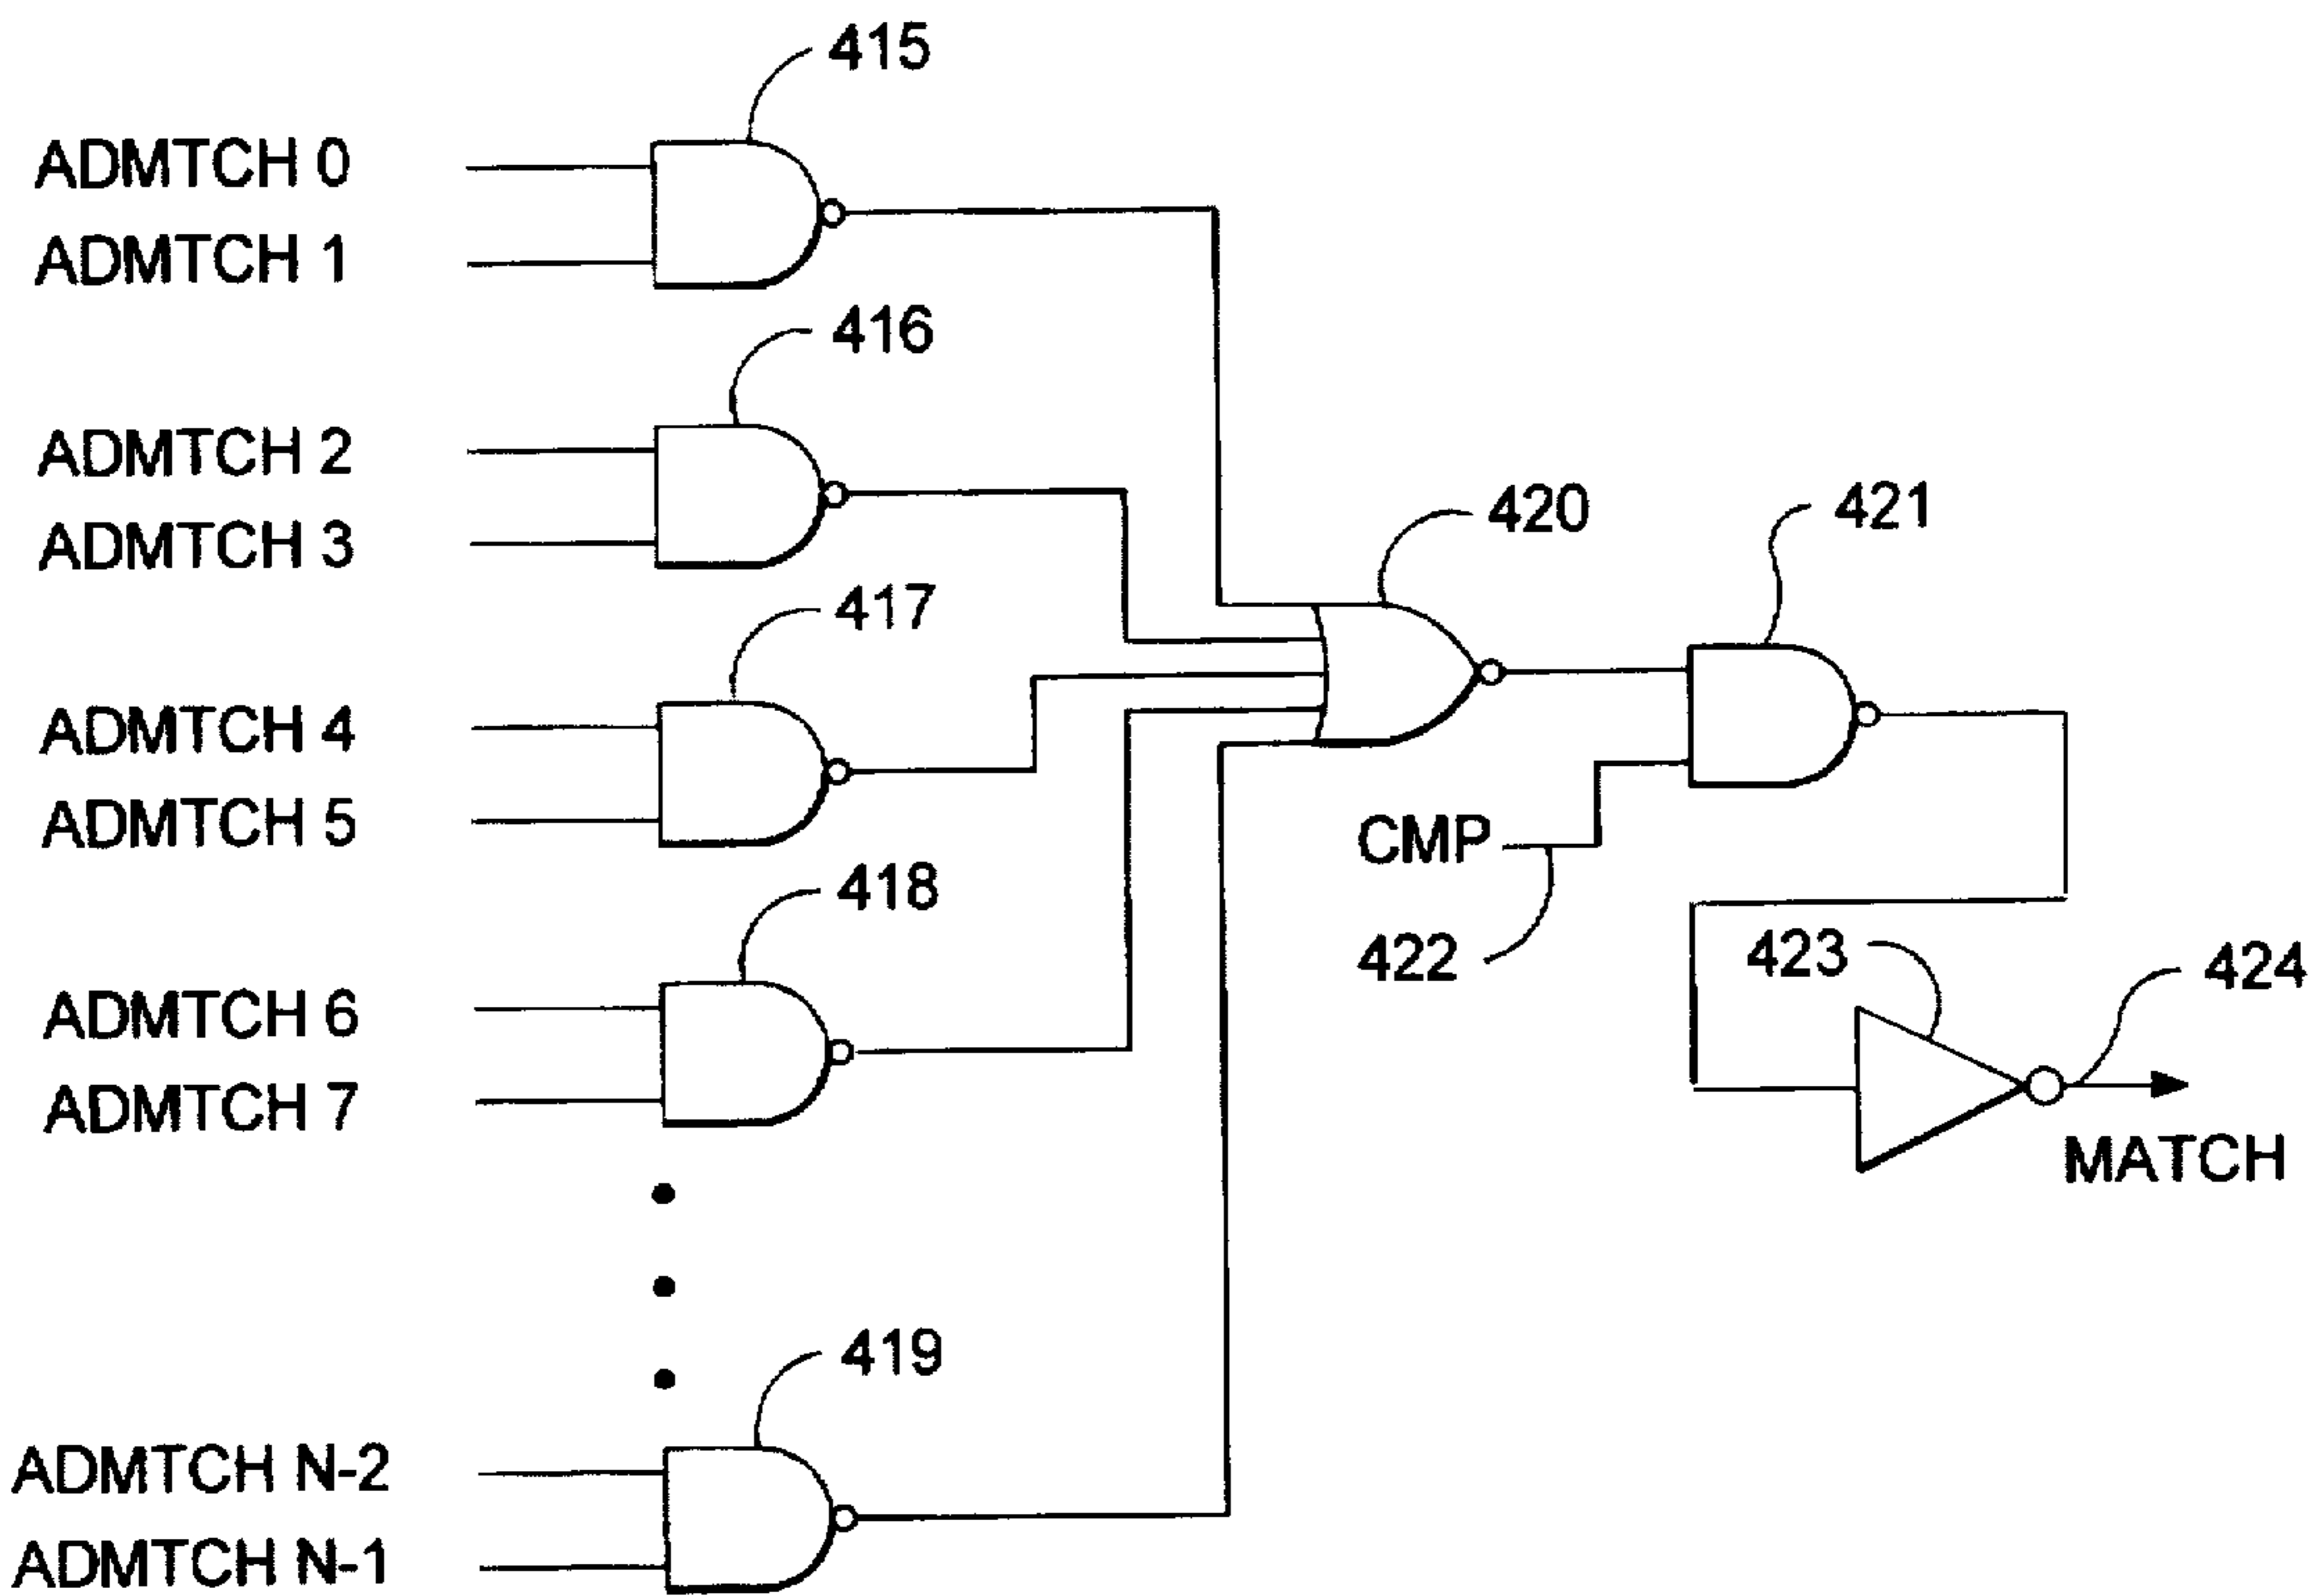 415
ADMTCH 0
ADMTCH 1
416
ADMTCH 2
ADMTCH 3
420
421
417
ADMTCH 4
ADMTCH 5
CMP
422
418
423
424
ADMTCH 6
ADMTCH 7
MATCH
419
ADMTCH N-2
ADMTCH N-1